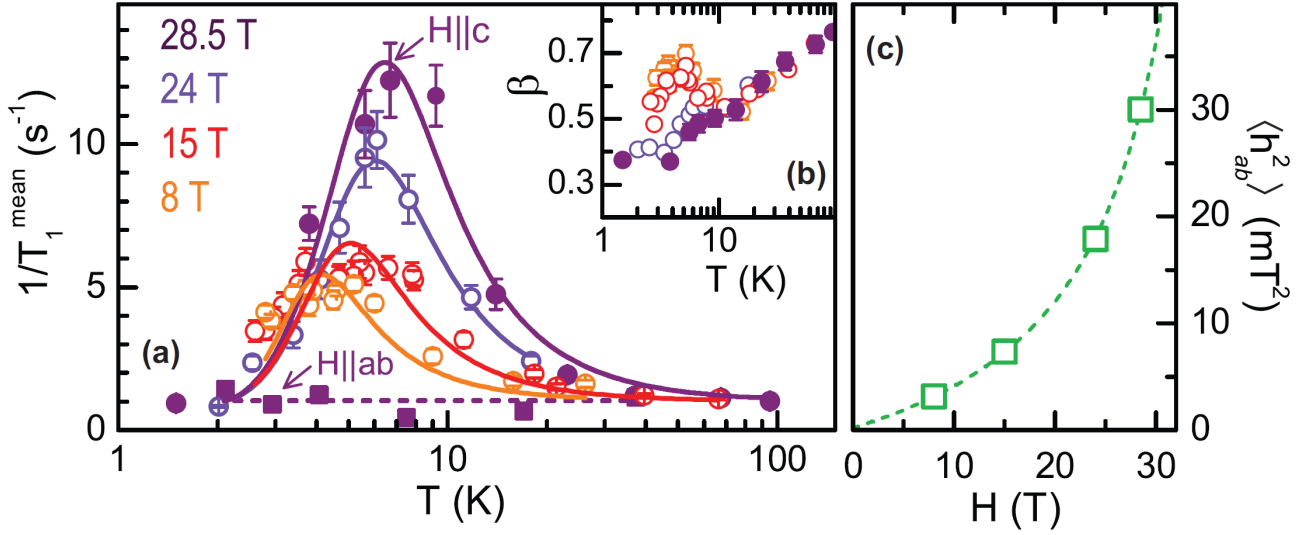 28.5 T
24 T
15 T
8 T
H||c
H||ab
(a)
1/T₁ᵐᵉᵃⁿ (s⁻¹)
10
5
0
1
10
100
T (K)
β
0.7
0.5
0.3
(b)
1
10
T (K)
(c)
30
20
10
0
⟨h²ab⟩ (mT²)
0
10
20
30
H (T)